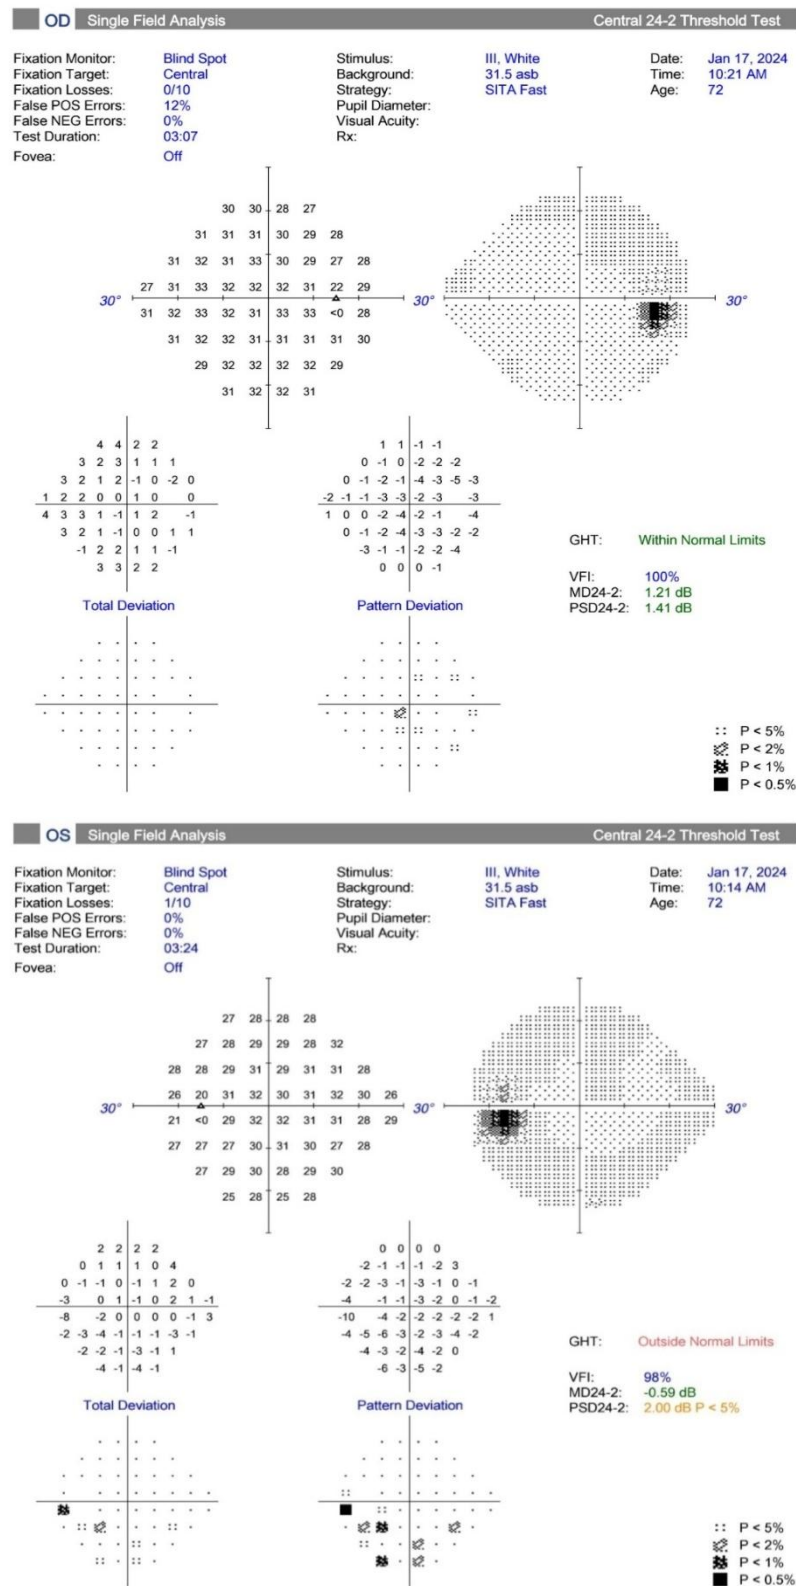 OD Single Field Analysis Central 24-2 Threshold Test
Fixation Monitor: Blind Spot Stimulus: III, White Date: Jan 17, 2024
Fixation Target: Central Background: 31.5 asb Time: 10:21 AM
Fixation Losses: 0/10 Strategy: SITA Fast Age: 72
False POS Errors: 12% Pupil Diameter:
False NEG Errors: 0% Visual Acuity:
Test Duration: 03:07 Rx:
Fovea: Off
30 30 28 27
31 31 31 30 29 28
31 32 31 33 30 29 27 28
27 31 33 32 32 31 22 29
30° 30° 30°
31 32 33 32 31 33 33 <0 28
31 32 32 31 31 31 31 30
29 32 32 32 32 29
31 32 32 31
4 4 2 2 1 1 -1 -1
3 2 3 1 1 1 0 -1 0 -2 -2 -2
3 2 1 2 -1 0 -2 0 0 -1 -2 -1 -4 -3 -5 -3
1 2 2 0 0 1 0 0 -2 -1 -1 -3 -3 -2 -3 -3
4 3 3 1 -1 1 2 -1 1 0 0 -2 -4 -2 -1 -4
3 2 1 -1 0 0 1 1 0 -1 -2 -4 -3 -3 -2 -2
-1 2 2 1 1 -1 -3 -1 -1 -2 -2 -4
3 3 2 2 0 0 0 -1
GHT: Within Normal Limits
VFI: 100%
MD24-2: 1.21 dB
PSD24-2: 1.41 dB
Total Deviation Pattern Deviation
P < 5%
P < 2%
P < 1%
P < 0.5%
OS Single Field Analysis Central 24-2 Threshold Test
Fixation Monitor: Blind Spot Stimulus: III, White Date: Jan 17, 2024
Fixation Target: Central Background: 31.5 asb Time: 10:14 AM
Fixation Losses: 1/10 Strategy: SITA Fast Age: 72
False POS Errors: 0% Pupil Diameter:
False NEG Errors: 0% Visual Acuity:
Test Duration: 03:24 Rx:
Fovea: Off
27 28 28 28
27 28 29 29 28 32
28 28 29 31 29 31 31 28
26 20 31 32 30 31 32 30 26
30° 30° 30°
21 <0 29 32 32 31 31 28 29
27 27 27 30 31 30 27 28
27 29 30 28 29 30
25 28 25 28
2 2 2 2 0 0 0 0
0 1 1 1 0 4 -2 -1 -1 -1 -2 3
0 -1 -1 0 -1 1 2 0 -2 -2 -3 -1 -3 -1 0 -1
-3 0 1 -1 0 2 1 -1 -4 -1 -1 -3 -2 0 -1 -2
-8 -2 0 0 0 0 -1 3 -10 -4 -2 -2 -2 -2 -2 1
-2 -3 -4 -1 -1 -1 -3 -1 -4 -5 -6 -3 -2 -3 -4 -2
-2 -2 -1 -3 -1 1 -4 -3 -2 -4 -2 0
-4 -1 -4 -1 -6 -3 -5 -2
GHT: Outside Normal Limits
VFI: 98%
MD24-2: -0.59 dB
PSD24-2: 2.00 dB P < 5%
Total Deviation Pattern Deviation
P < 5%
P < 2%
P < 1%
P < 0.5%